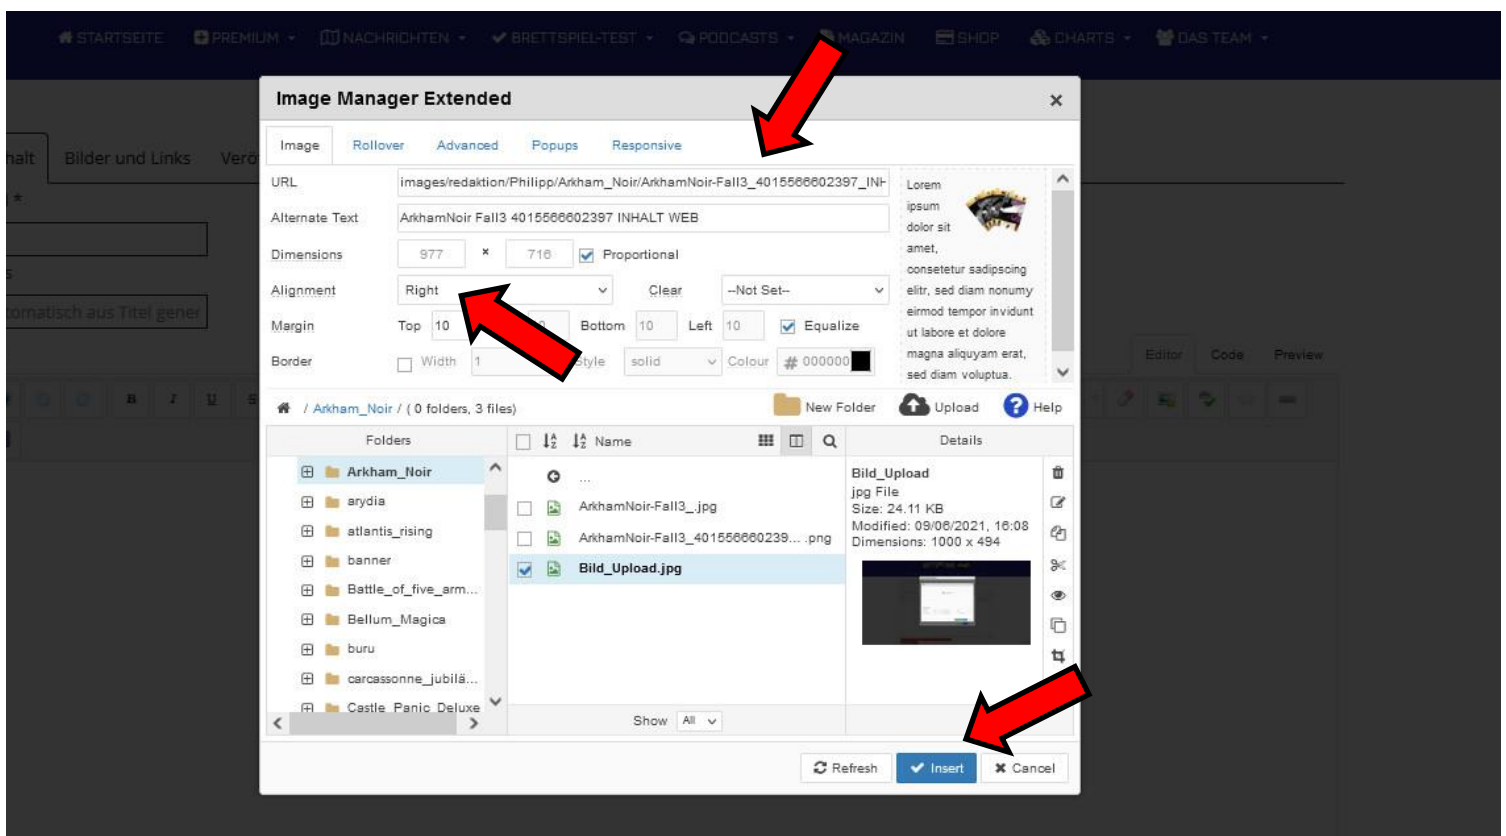 STARTSEITE PREMIUM NACHRICHTEN BRETTSPIEL-TEST PODCASTS MAGAZIN SHOP CHARTS DAS TEAM
Image Manager Extended
halt Bilder und Links
Image Rollover Advanced Popups Responsive
URL images/redaktion/Philipp/Arkham_Noir/ArkhamNoir-Fall3_4015566602397_INH
Alternate Text ArkhamNoir Fall3 4015566602397 INHALT WEB
Dimensions 977 × 716 Proportional
Alignment Right Clear --Not Set--
Margin Top 10 Bottom 10 Left 10 Equalize
Border Width 1 Style solid Colour # 000000
Lorem
ipsum
dolor sit
amet,
consetetur sadipscing
elitr, sed diam nonumy
eirmod tempor invidunt
ut labore et dolore
magna aliquyam erat,
sed diam voluptua.
*
s
tomatisch aus Titel gener
Editor Code Preview
B I U S
/ Arkham_Noir / ( 0 folders, 3 files) New Folder Upload Help
Folders Name Details
Arkham_Noir
arydia
atlantis_rising
banner
Battle_of_five_arm...
Bellum_Magica
buru
carcassonne_jubilä...
Castle_Panic_Deluxe
...
ArkhamNoir-Fall3_.jpg
ArkhamNoir-Fall3_401556660239... .png
Bild_Upload.jpg
Bild_Upload
jpg File
Size: 24.11 KB
Modified: 09/06/2021, 16:08
Dimensions: 1000 x 494
Show All
Refresh Insert Cancel